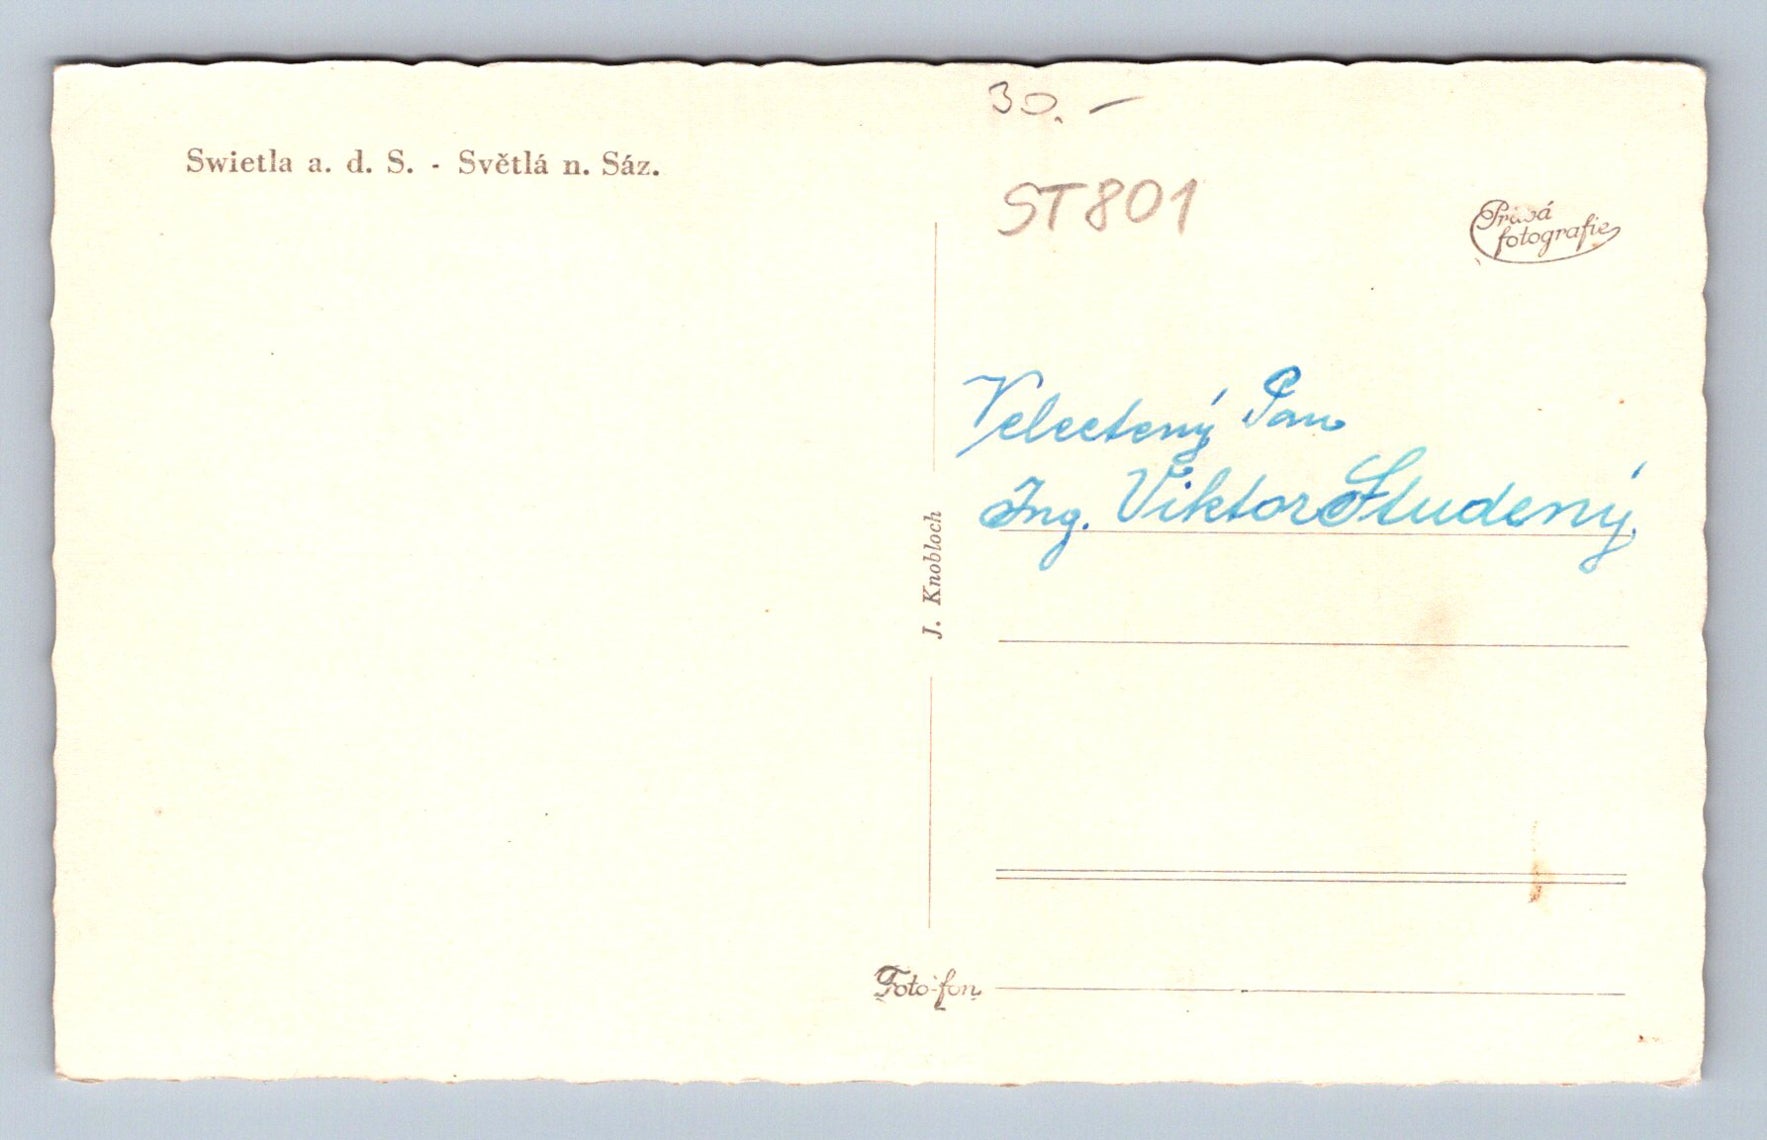 30.-
Swietla a. d. S. - Světlá n. Sáz.
ST801
Pravá
fotografie
Velectený Pan
Ing. Viktor Studený.
J. Knobloch
Foto-fon